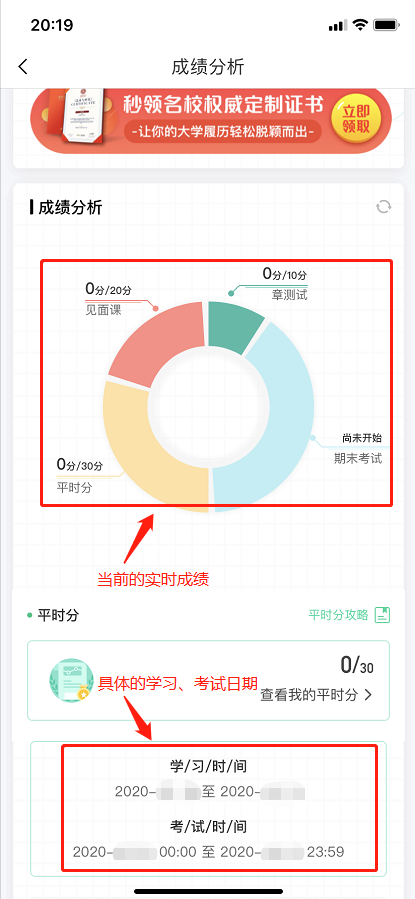 20:19
成绩分析
秒领名校权威定制证书
-让你的大学履历轻松脱颖而出-
立即
领取
成绩分析
0分/20分
见面课
0分/10分
章测试
尚未开始
期末考试
0分/30分
平时分
当前的实时成绩
平时分
平时分攻略
0/30
具体的学习、考试日期
查看我的平时分 >
学/习/时/间
2020- 至 2020-
考/试/时/间
2020- 00:00 至 2020- 23:59